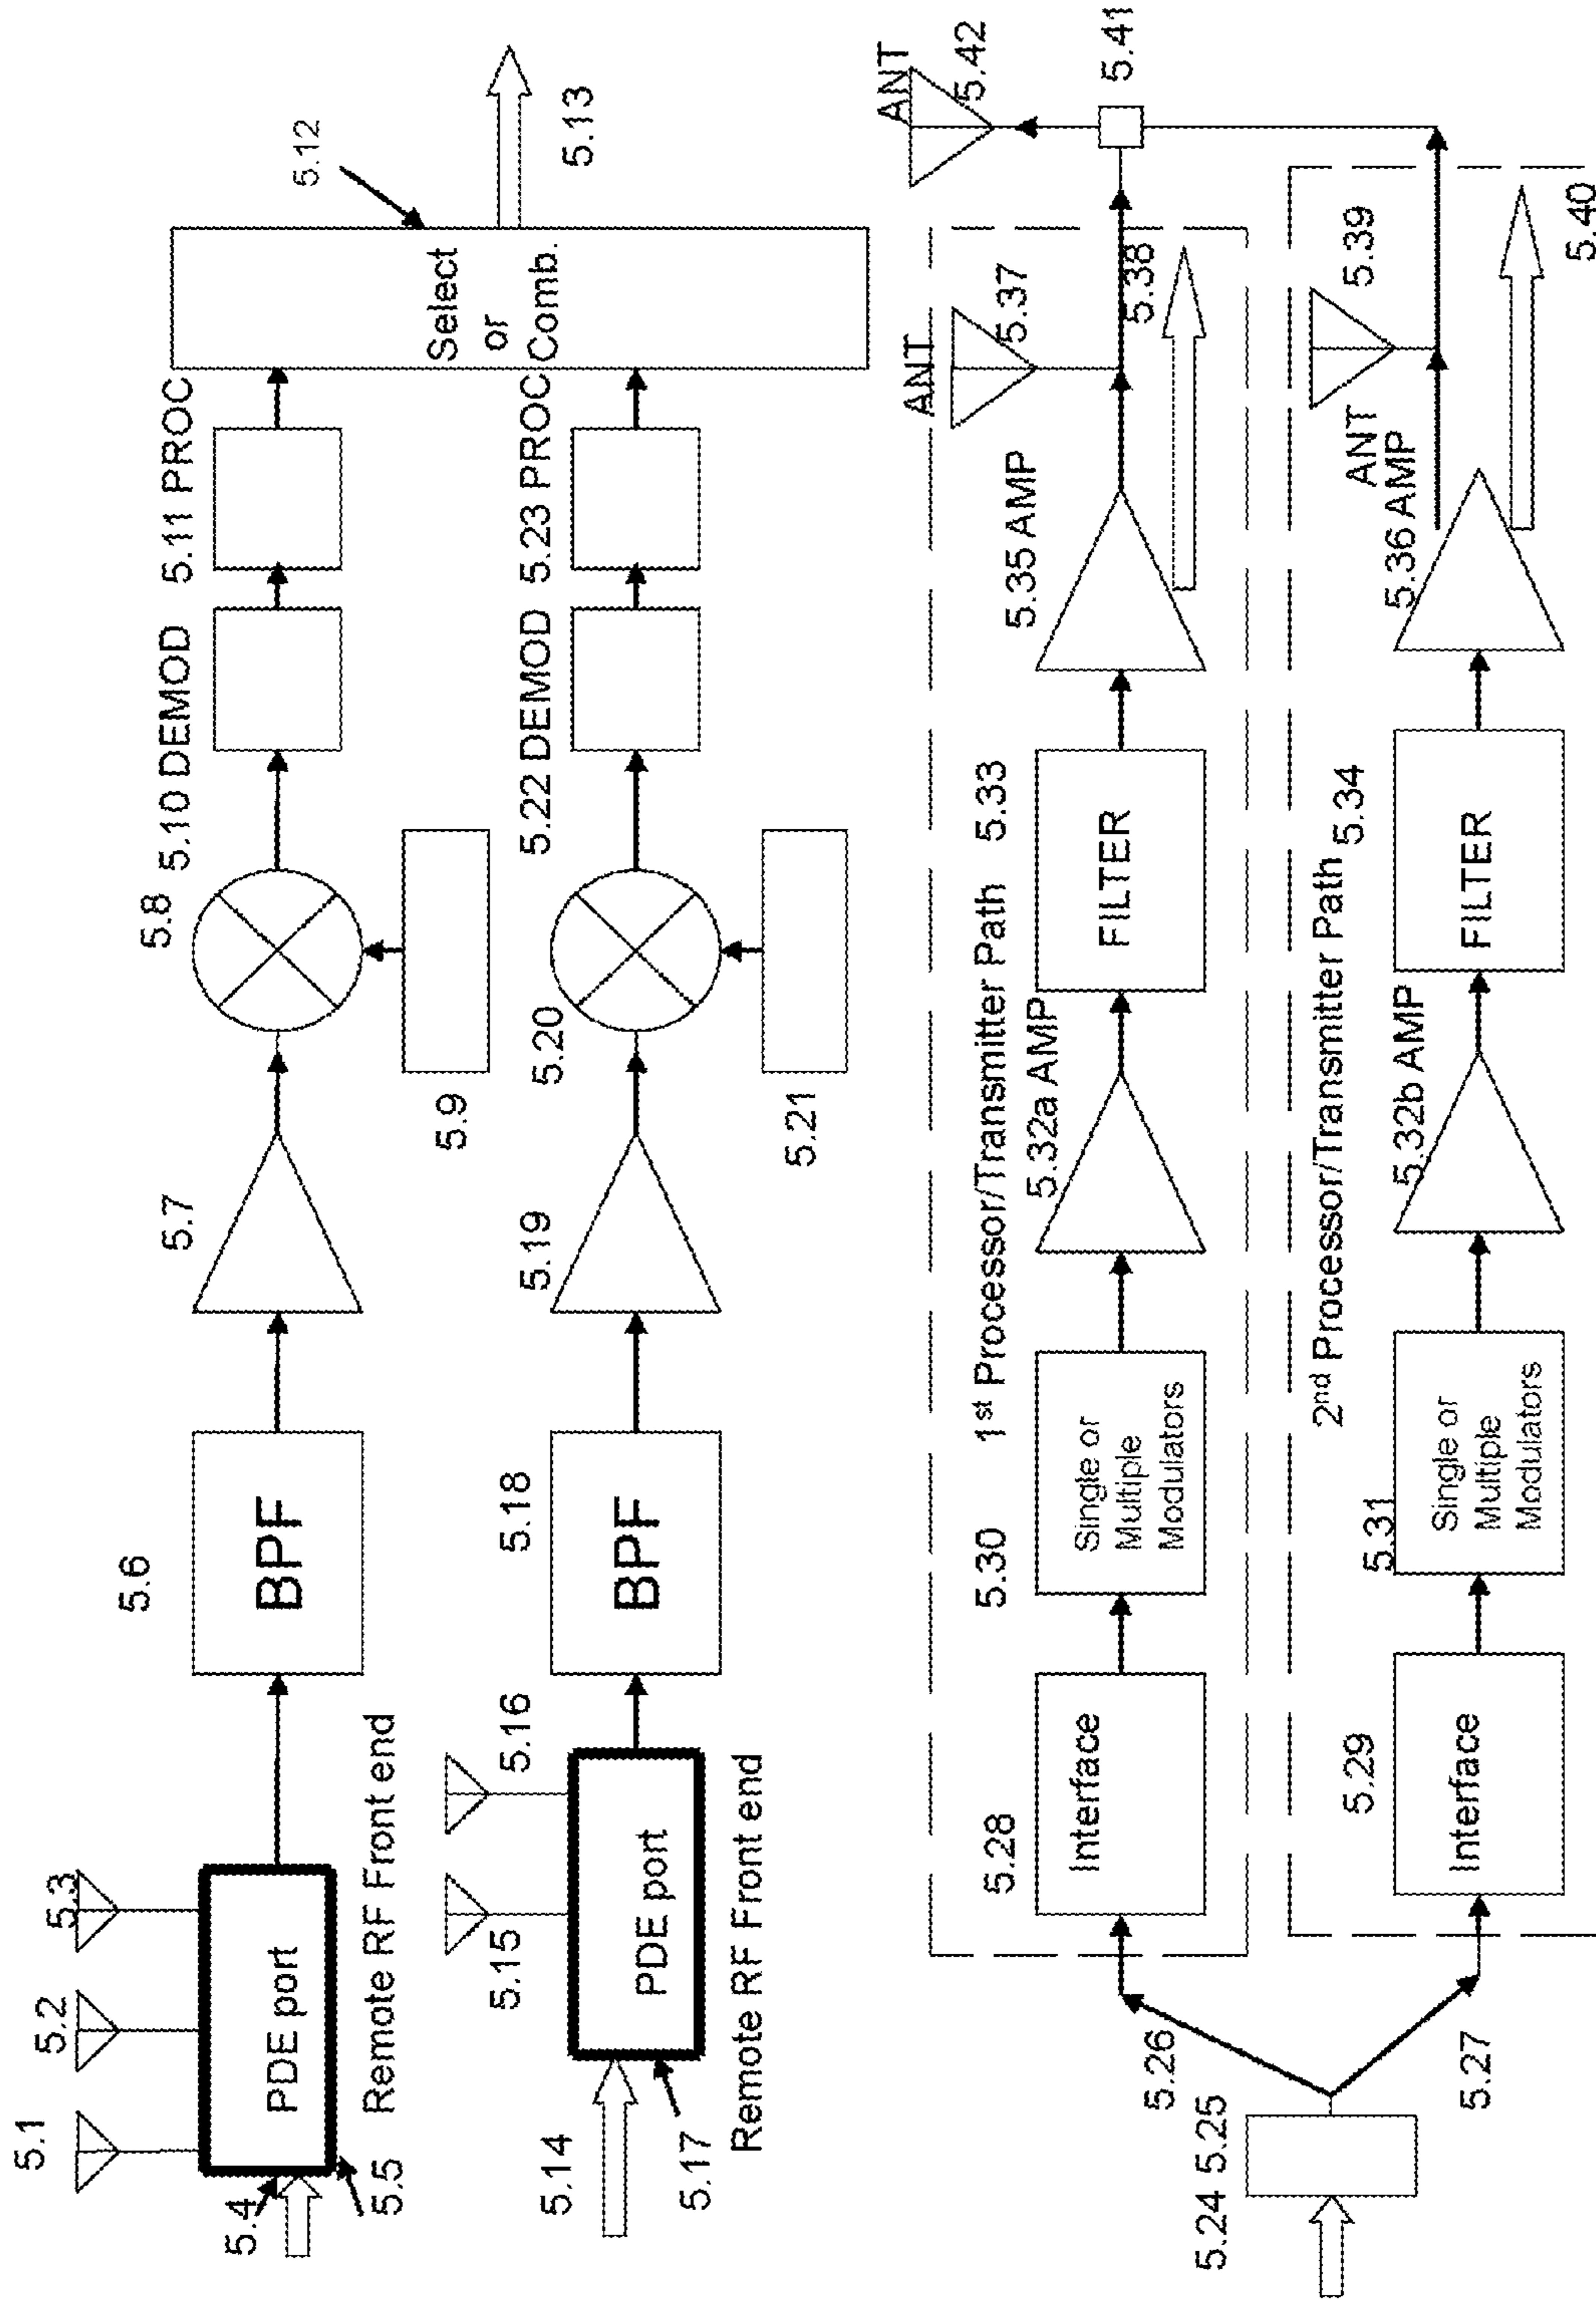 5.1
5.2
5.3
5.4
PDE port
5.5
Remote RF Front end
5.6
BPF
5.7
5.8
5.9
5.10 DEMOD
5.11 PROC
5.12
Select
or
Comb.
5.13
5.14
5.15
5.16
PDE port
5.17
Remote RF Front end
5.18
BPF
5.19
5.20
5.21
5.22 DEMOD
5.23 PROC
5.24
5.25
5.26
5.27
5.28
Interface
5.30
Single or
Multiple
Modulators
1st Processor/Transmitter Path
5.32a AMP
5.33
FILTER
5.35 AMP
ANT
5.37
5.38
ANT
5.42
5.41
5.29
Interface
5.31
Single or
Multiple
Modulators
2nd Processor/Transmitter Path
5.32b AMP
5.34
FILTER
5.36 AMP
ANT
5.39
5.40